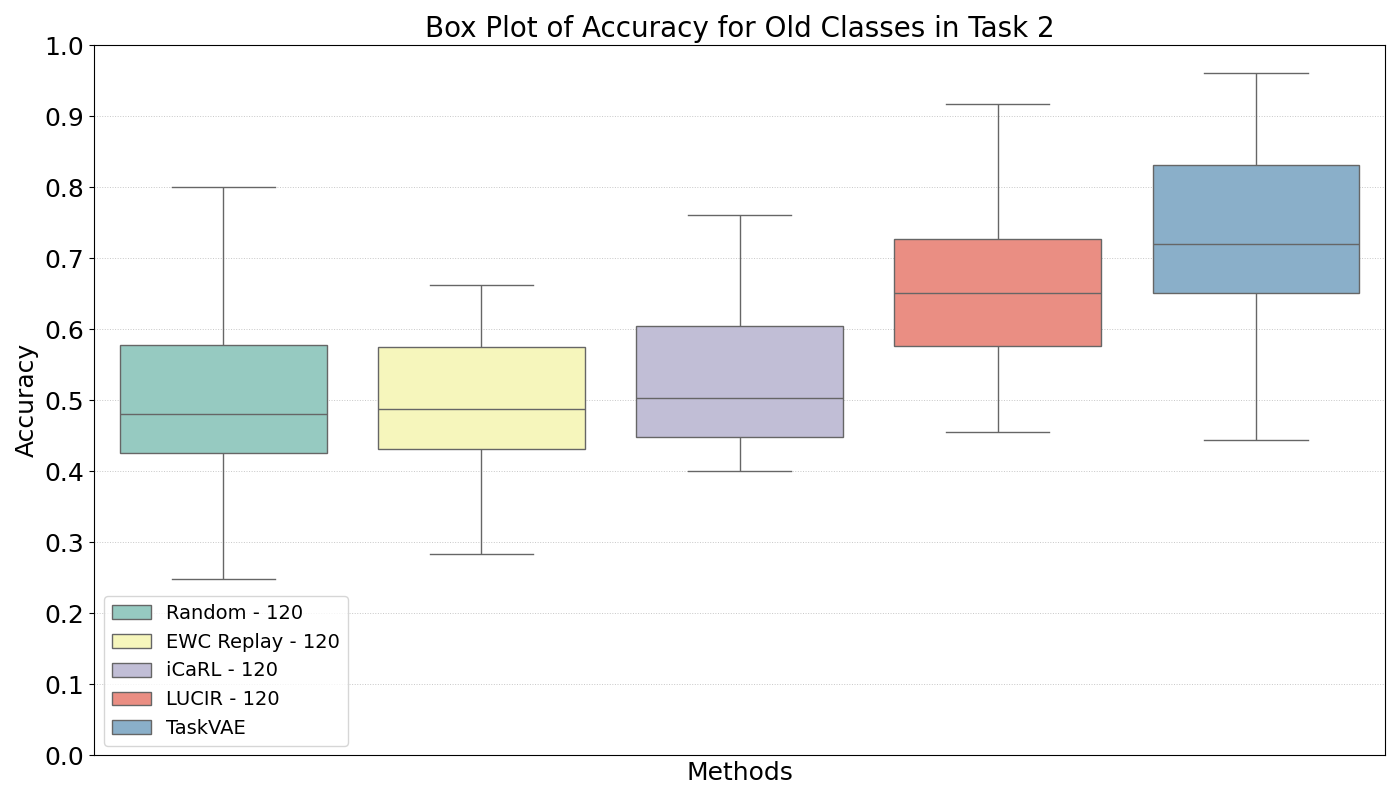 Box Plot of Accuracy for Old Classes in Task 2
1.0
0.9
0.8
0.7
0.6
0.5
0.4
0.3
0.2
0.1
0.0
Accuracy
Random - 120
EWC Replay - 120
iCaRL - 120
LUCIR - 120
TaskVAE
Methods